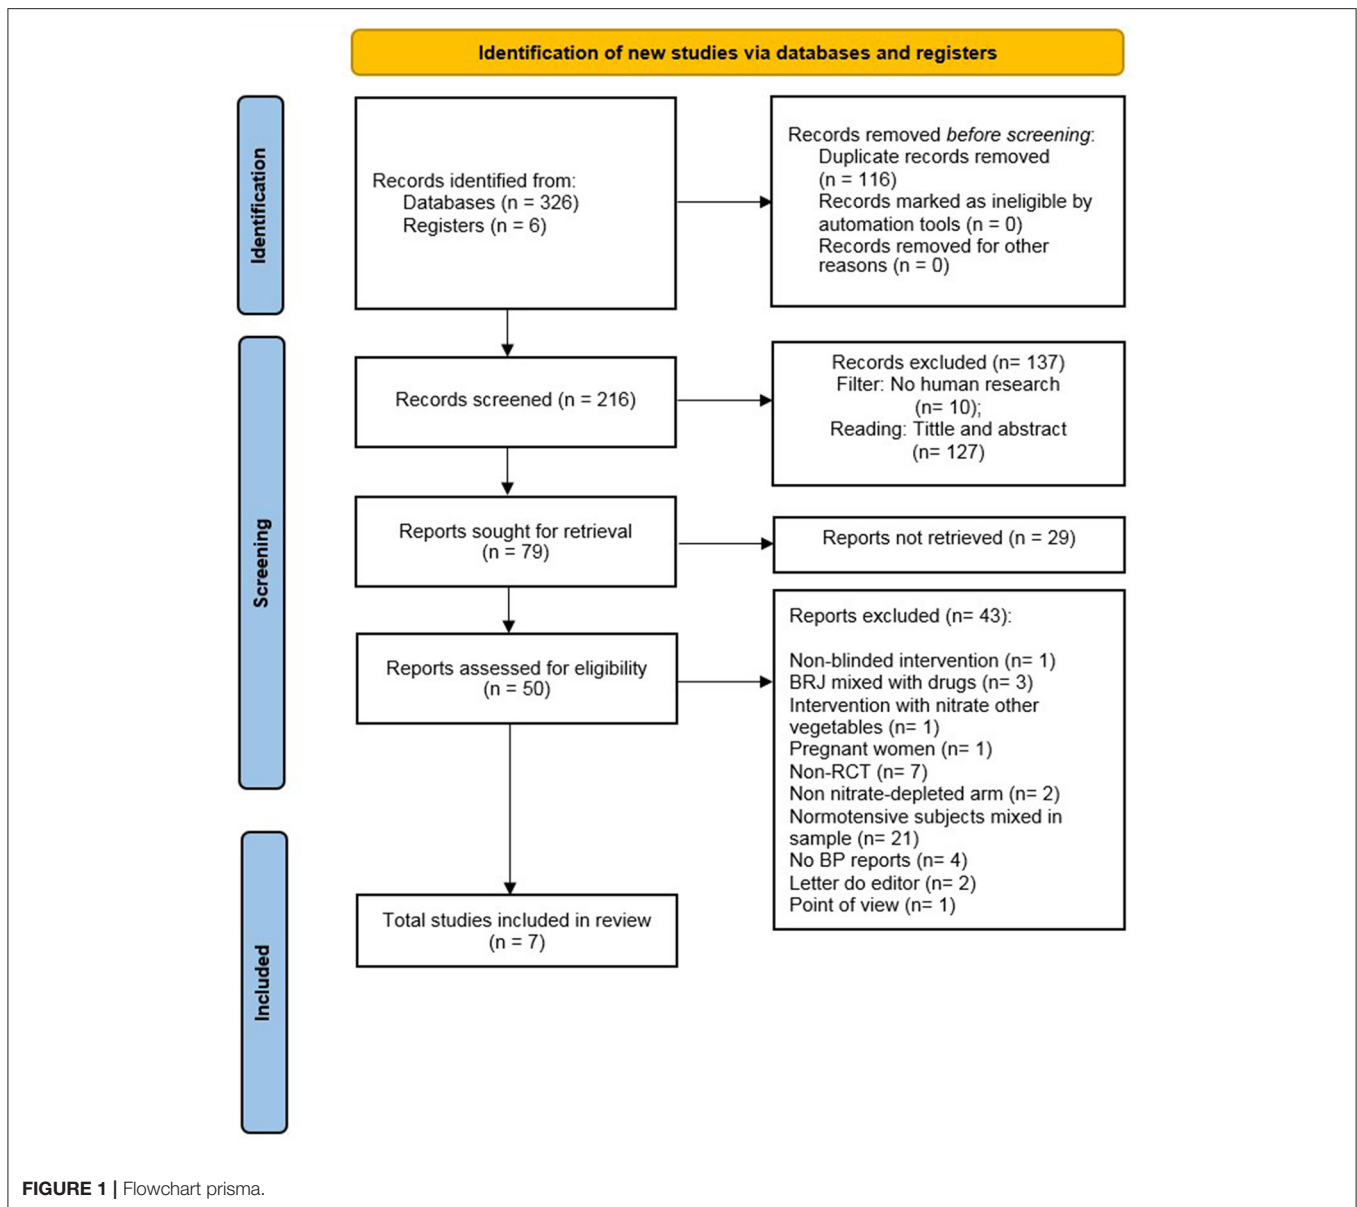 Identification of new studies via databases and registers
Identification
Records identified from:
Databases (n = 326)
Registers (n = 6)
Records removed before screening:
Duplicate records removed
(n = 116)
Records marked as ineligible by
automation tools (n = 0)
Records removed for other
reasons (n = 0)
Screening
Records screened (n = 216)
Records excluded (n= 137)
Filter: No human research
(n= 10);
Reading: Tittle and abstract
(n= 127)
Reports sought for retrieval
(n = 79)
Reports not retrieved (n = 29)
Reports assessed for eligibility
(n = 50)
Reports excluded (n= 43):
Non-blinded intervention (n= 1)
BRJ mixed with drugs (n= 3)
Intervention with nitrate other
vegetables (n= 1)
Pregnant women (n= 1)
Non-RCT (n= 7)
Non nitrate-depleted arm (n= 2)
Normotensive subjects mixed in
sample (n= 21)
No BP reports (n= 4)
Letter do editor (n= 2)
Point of view (n= 1)
Included
Total studies included in review
(n = 7)
FIGURE 1 | Flowchart prisma.